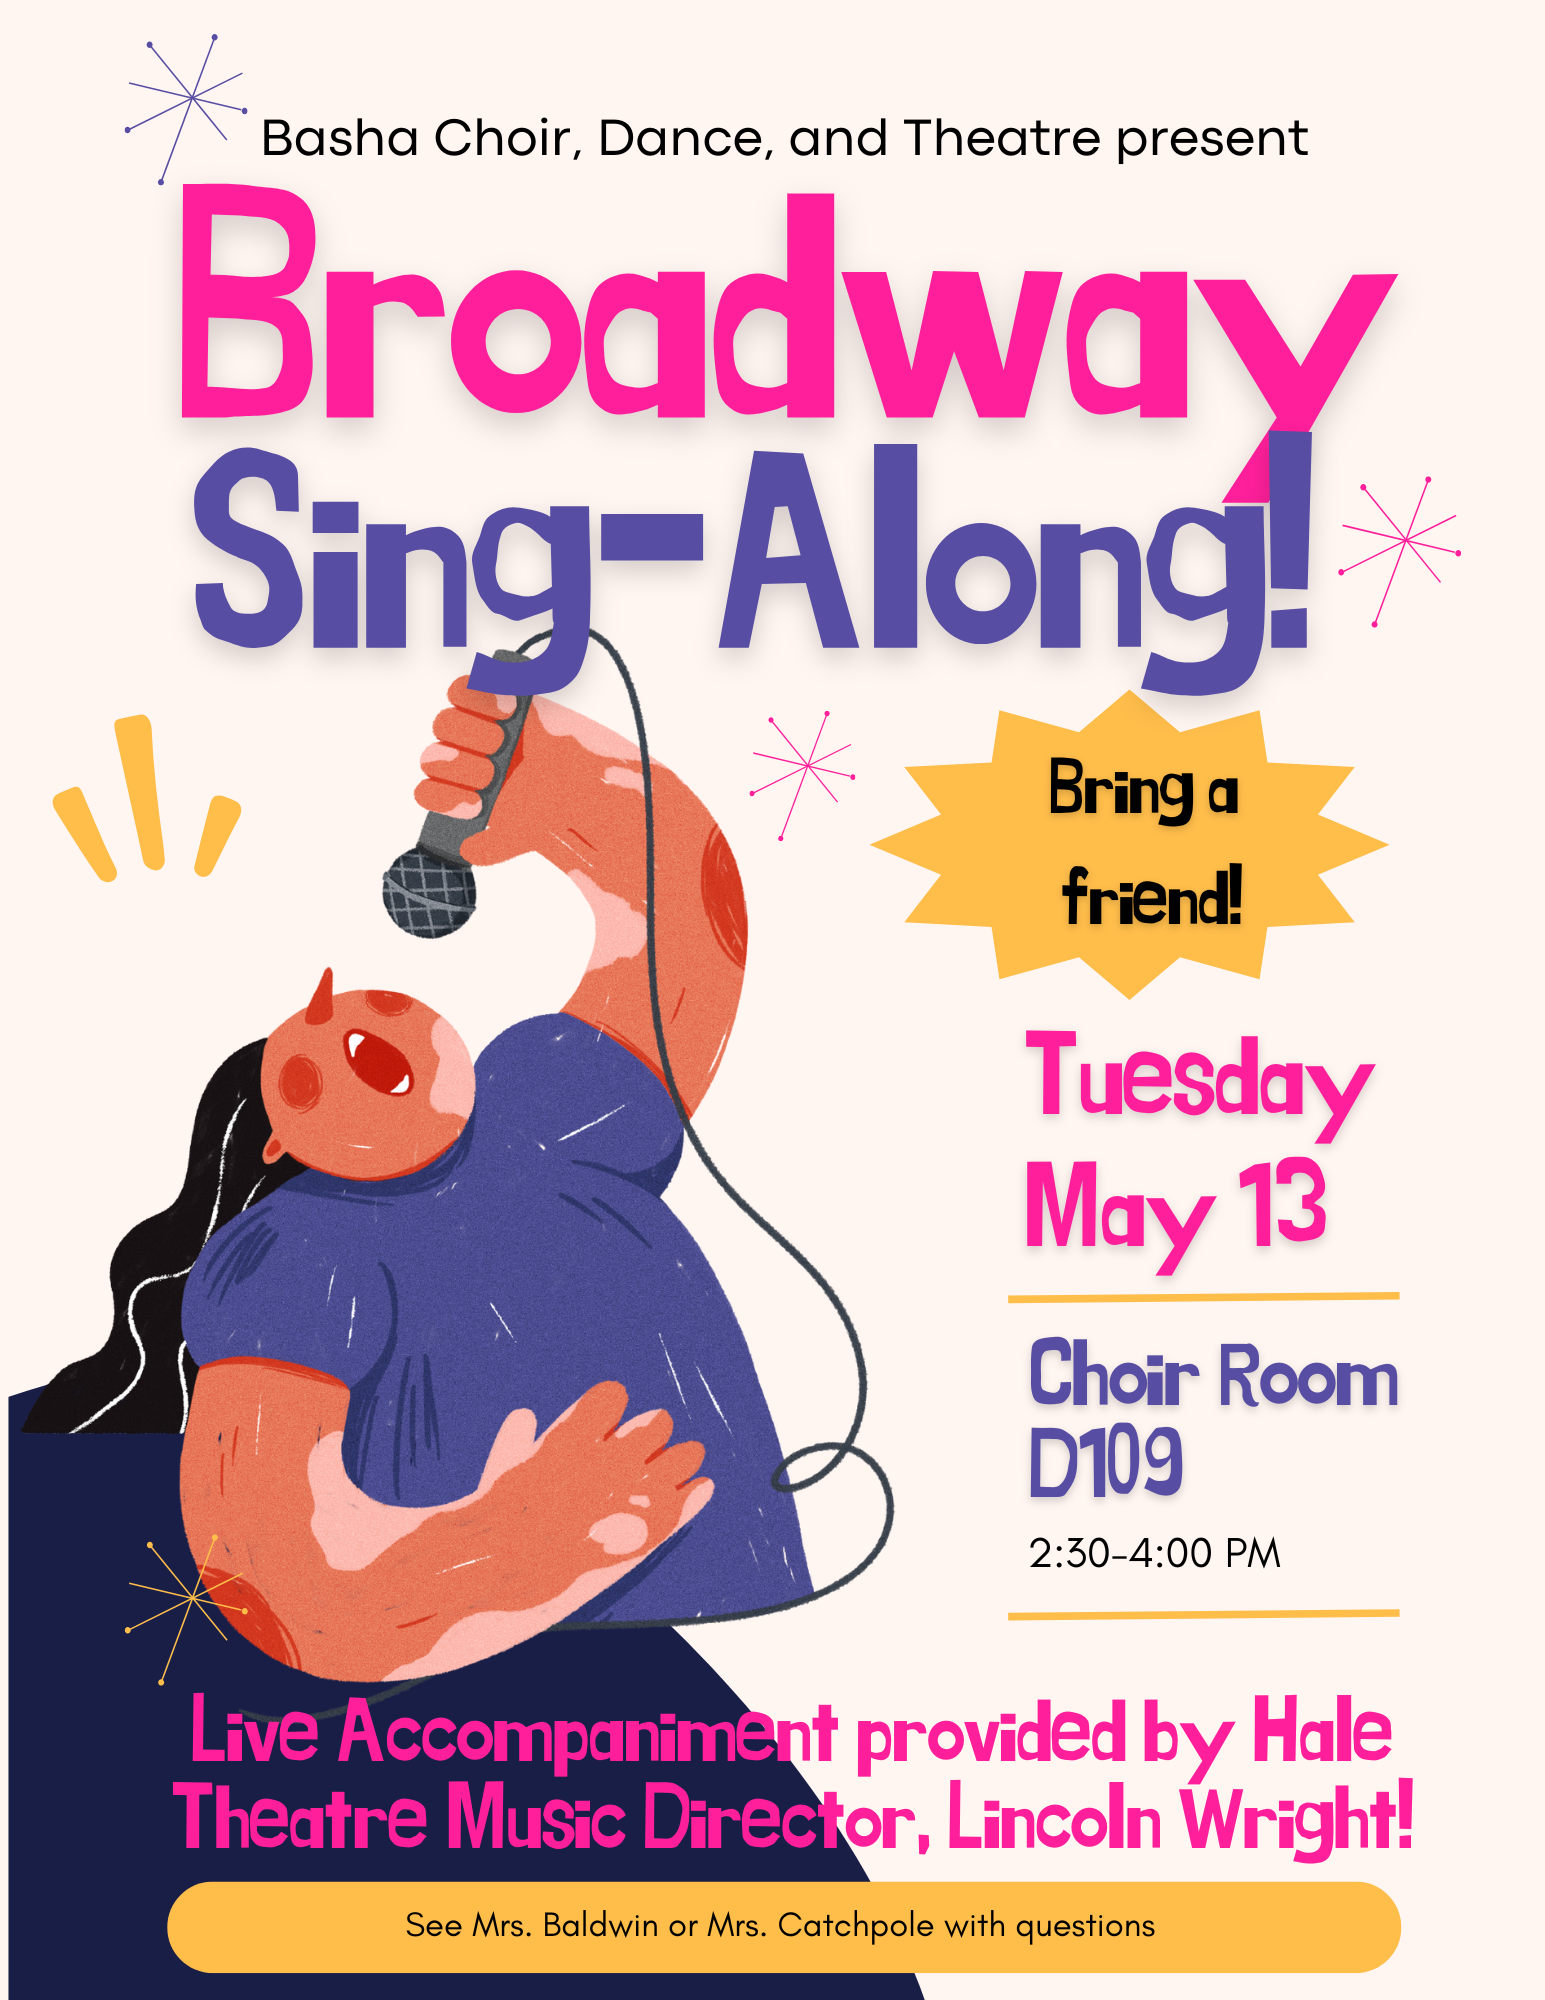 Basha Choir, Dance, and Theatre present
Broadway
Sing-Along!
Bring a
friend!
Tuesday
May 13
Choir Room
D109
2:30-4:00 PM
Live Accompaniment provided by Hale
Theatre Music Director, Lincoln Wright!
See Mrs. Baldwin or Mrs. Catchpole with questions